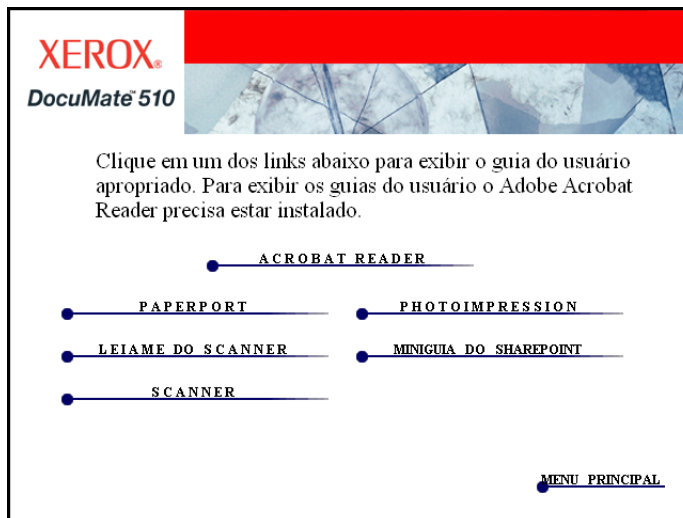 XEROX®
DocuMate™ 510
Clique em um dos links abaixo para exibir o guia do usuário
apropriado. Para exibir os guias do usuário o Adobe Acrobat
Reader precisa estar instalado.
ACROBAT READER
PAPERPORT
PHOTOIMPRESSION
LEIAME DO SCANNER
MINIGUIA DO SHAREPOINT
SCANNER
MENU PRINCIPAL